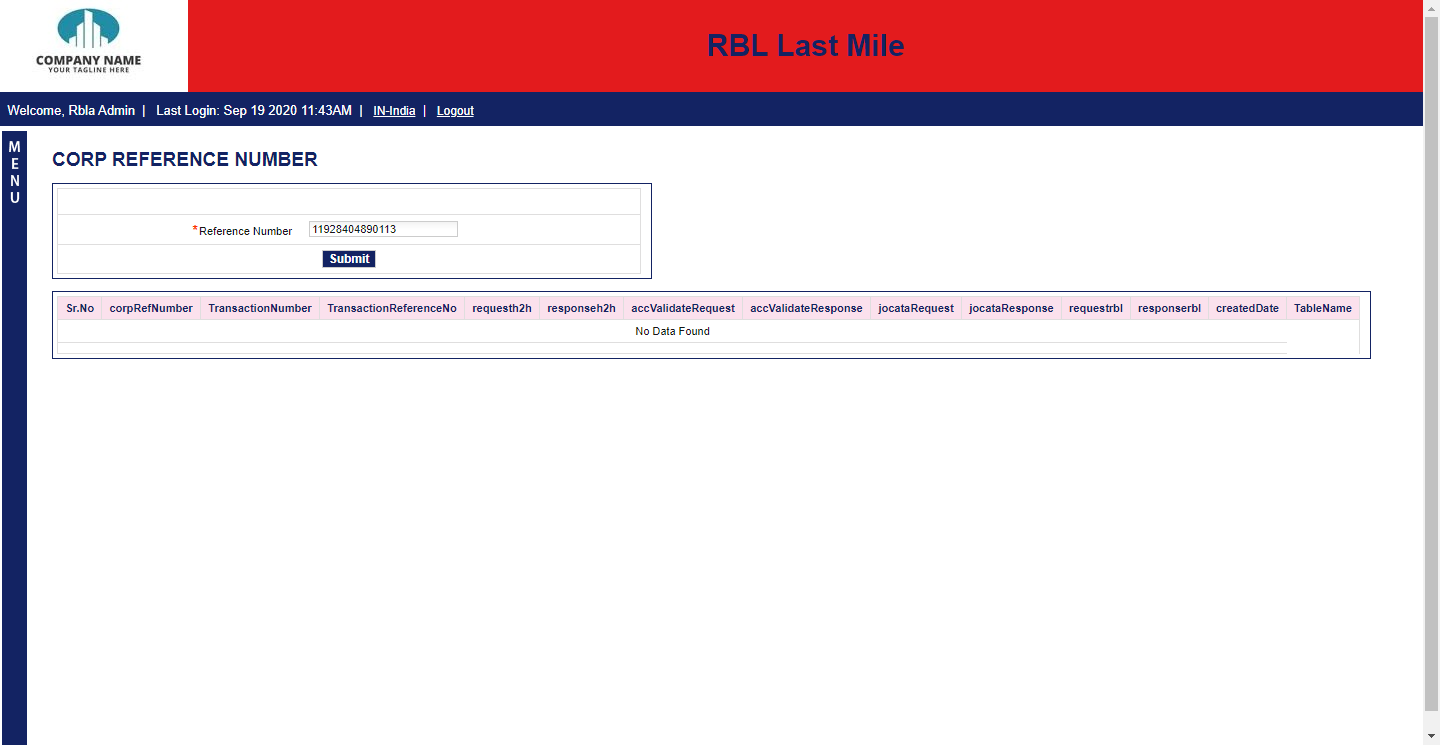 COMPANY NAME
YOUR TAGLINE HERE
RBL Last Mile
Welcome, Rbla Admin | Last Login: Sep 19 2020 11:43AM | IN-India | Logout
M
E
N
U
CORP REFERENCE NUMBER
*Reference Number 11928404890113
Submit
Sr.No corpRefNumber TransactionNumber TransactionReferenceNo requesth2h responseh2h accValidateRequest accValidateResponse jocataRequest jocataResponse requestrbl responserbl createdDate TableName
No Data Found